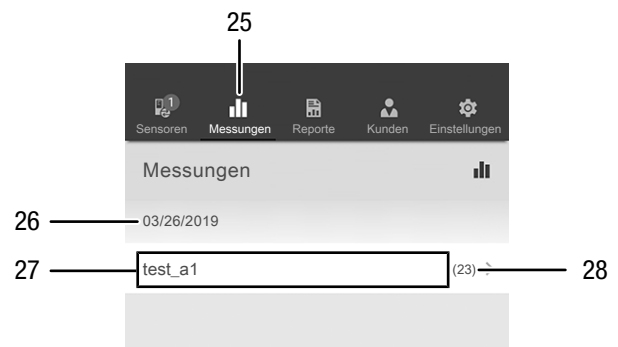 25
1
Sensoren Messungen Reporte Kunden Einstellungen
Messungen
26 03/26/2019
27 test_a1 (23) 28